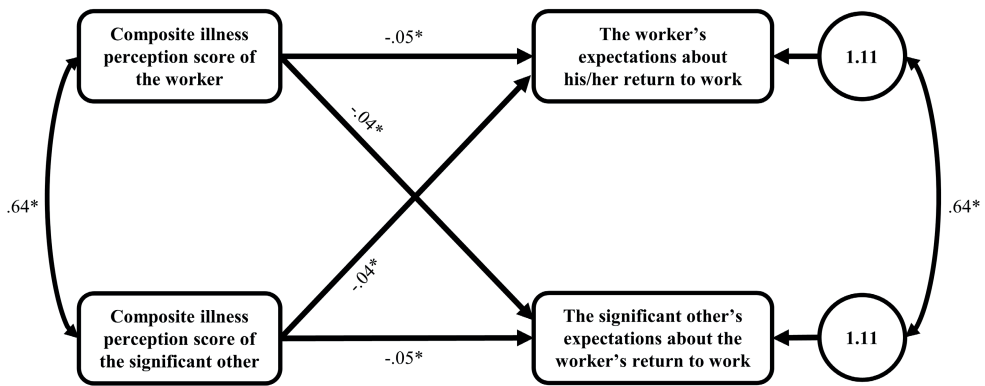 Composite illness
perception score of
the worker
-.05*
The worker's
expectations about
his/her return to work
1.11
-.04*
.64*
.64*
-.04*
Composite illness
perception score of
the significant other
-.05*
The significant other's
expectations about the
worker's return to work
1.11